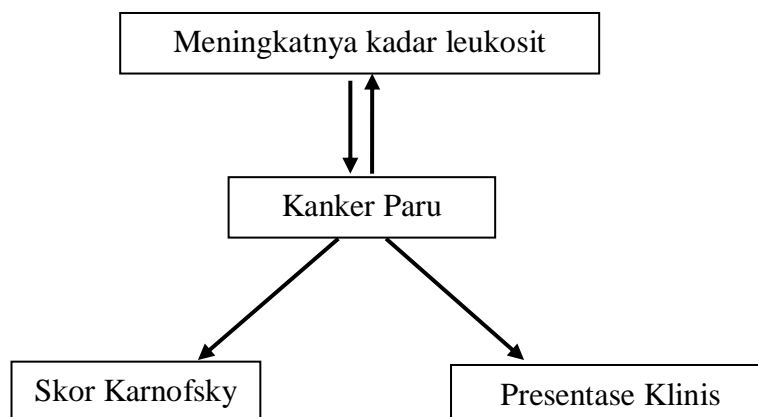 Meningkatnya kadar leukosit
Kanker Paru
Skor Karnofsky
Presentase Klinis